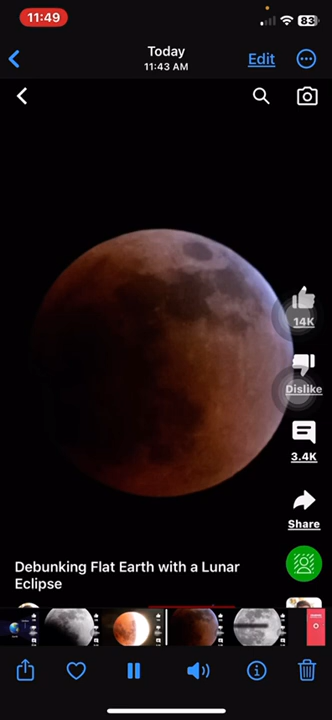 11:49
83
Today
11:43 AM
Edit
14K
Dislike
3.4K
Share
Debunking Flat Earth with a Lunar
Eclipse